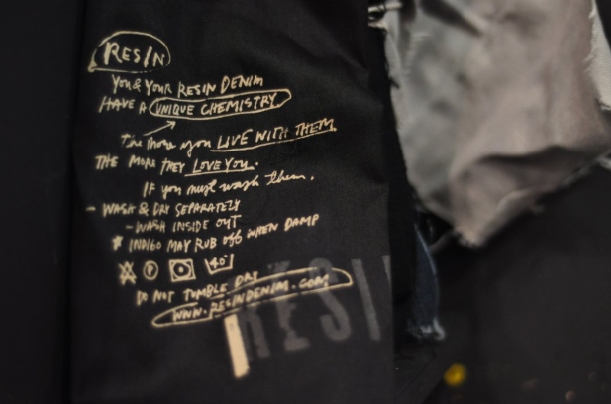 RESIN
YOU & YOUR RESIN DENIM
HAVE A UNIQUE CHEMISTRY
The more you LIVE WITH THEM
THE MORE THEY LOVE YOU.
If you must wash them.
- WASH & DRY SEPARATELY
- WASH INSIDE OUT
* INDIGO MAY RUB off WHEN DAMP
P 40°
DO NOT TUMBLE DRY
WWW.RESINDENIM.COM
RESI